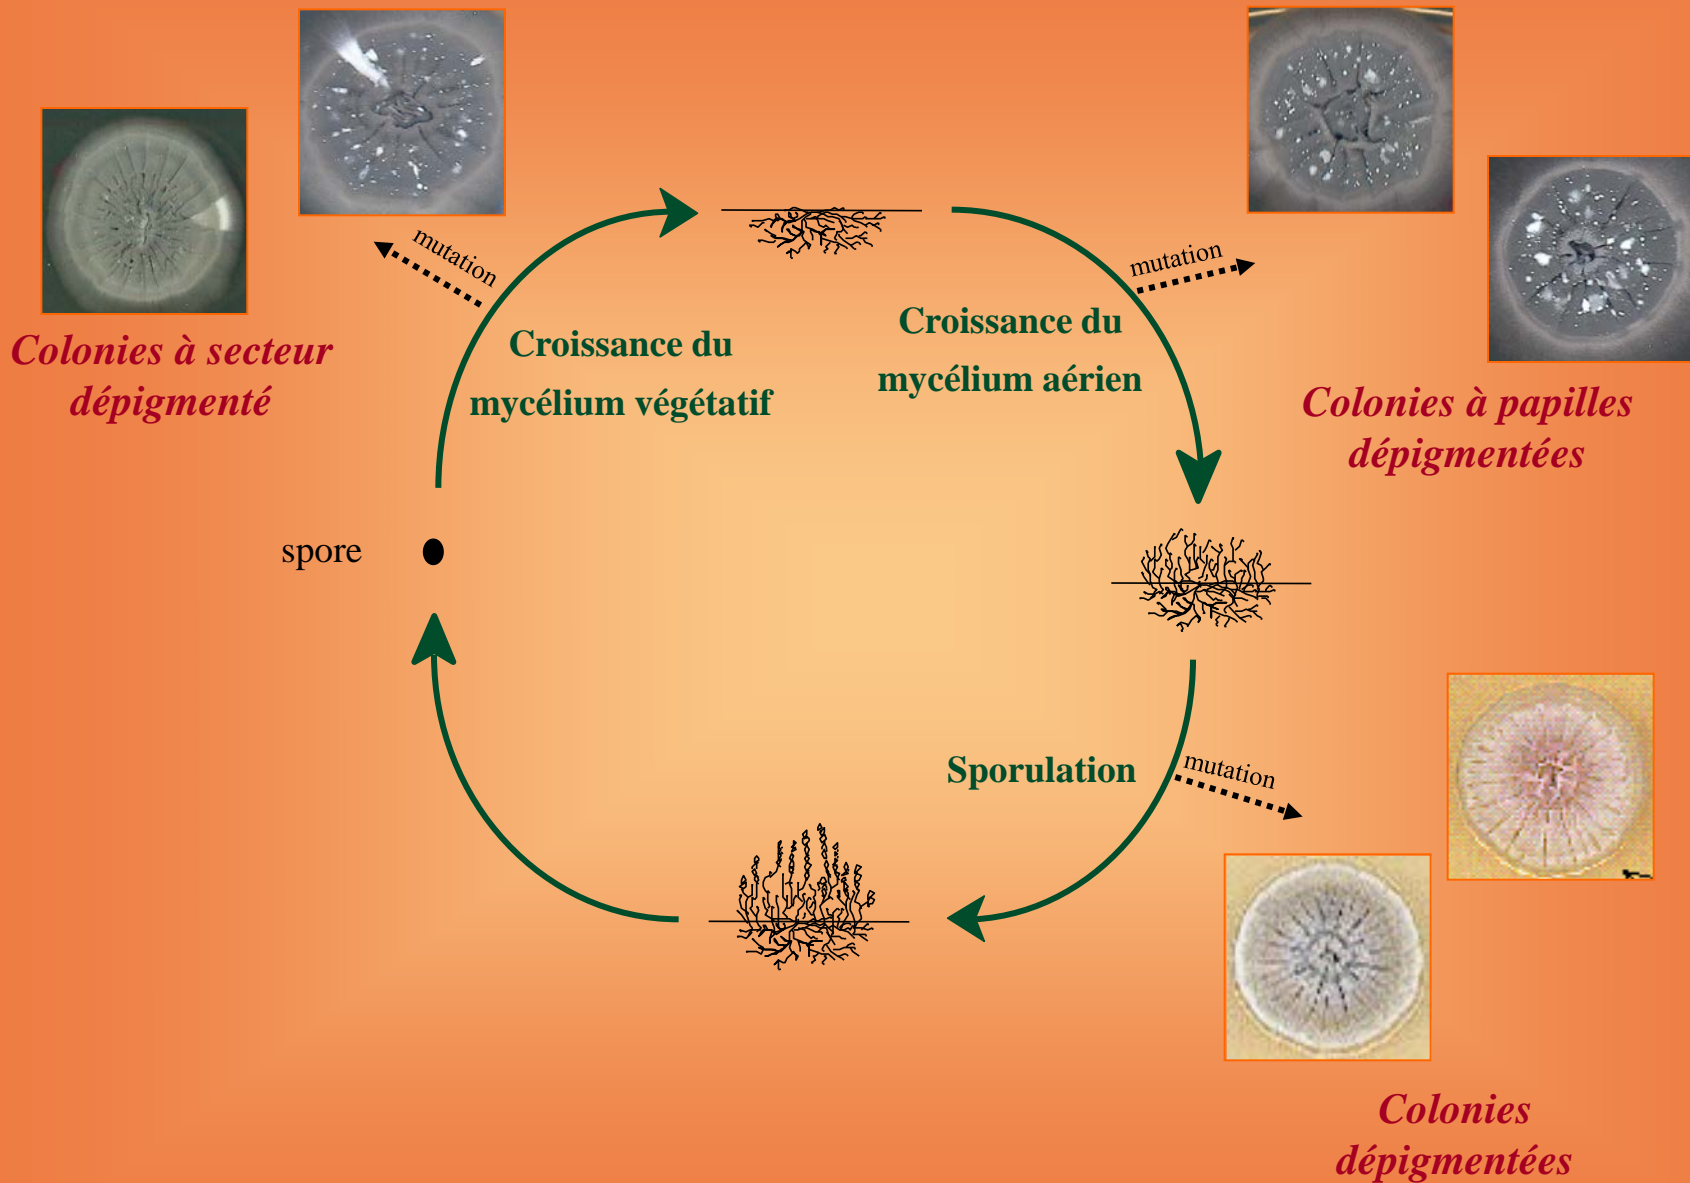 mutation
mutation
Croissance du
mycélium végétatif
Croissance du
mycélium aérien
Colonies à secteur
dépigmenté
Colonies à papilles
dépigmentées
spore
Sporulation
mutation
Colonies
dépigmentées